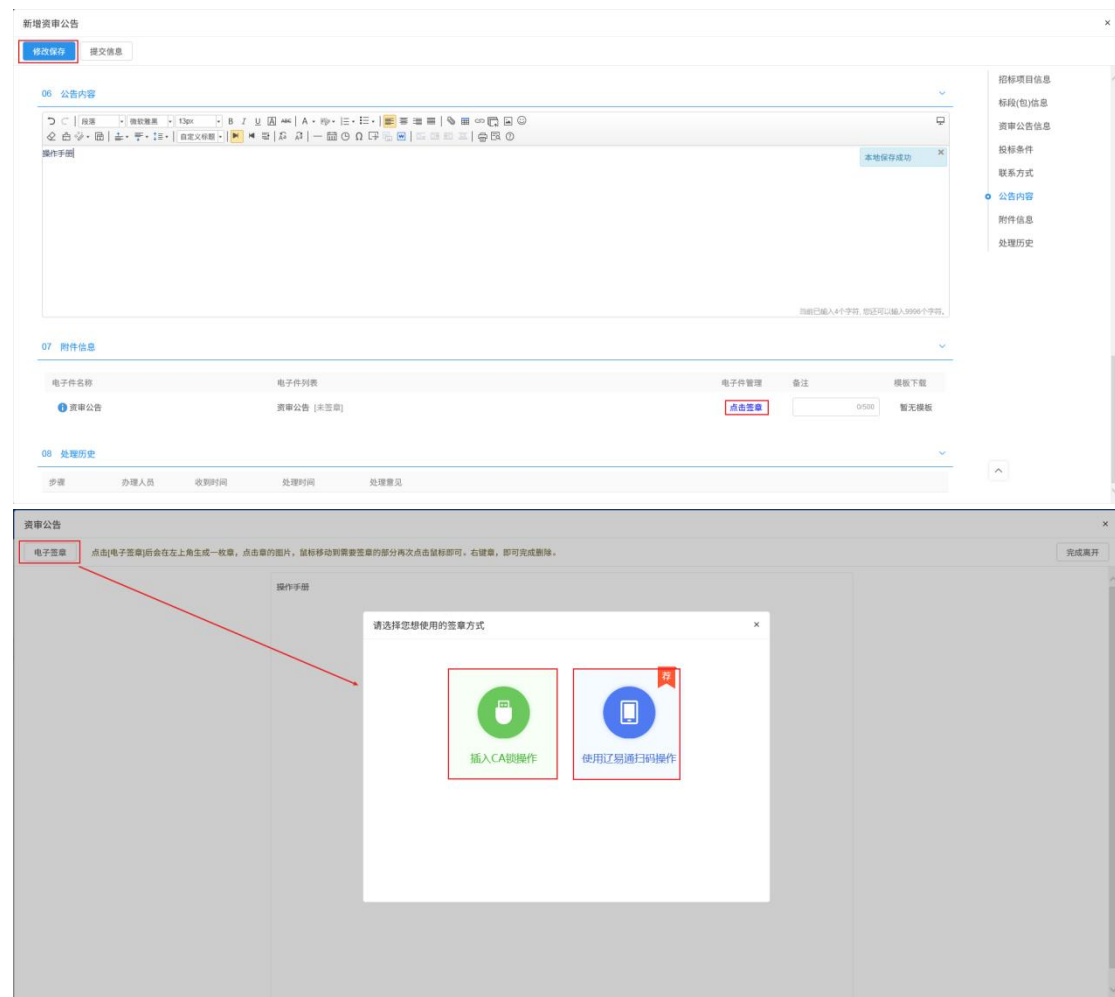 新增资审公告
×
修改保存 提交信息
招标项目信息
标段(包)信息
资审公告信息
投标条件
联系方式
公告内容
附件信息
处理历史
06 公告内容
段落 微软雅黑 13px
自定义标题
操作手册
本地保存成功 ×
当前已输入4个字符, 您还可以输入9996个字符。
07 附件信息
电子件名称 电子件列表 电子件管理 备注 模板下载
资审公告 资审公告 [未签章] 点击签章 0/500 暂无模板
08 处理历史
步骤 办理人员 收到时间 处理时间 处理意见
资审公告 ×
电子签章 点击[电子签章]后会在左上角生成一枚章，点击章的图片，鼠标移动到需要签章的部分再次点击鼠标即可。右键章，即可完成删除。 完成离开
操作手册
请选择您想使用的签章方式 ×
荐
插入CA锁操作 使用辽易通扫码操作